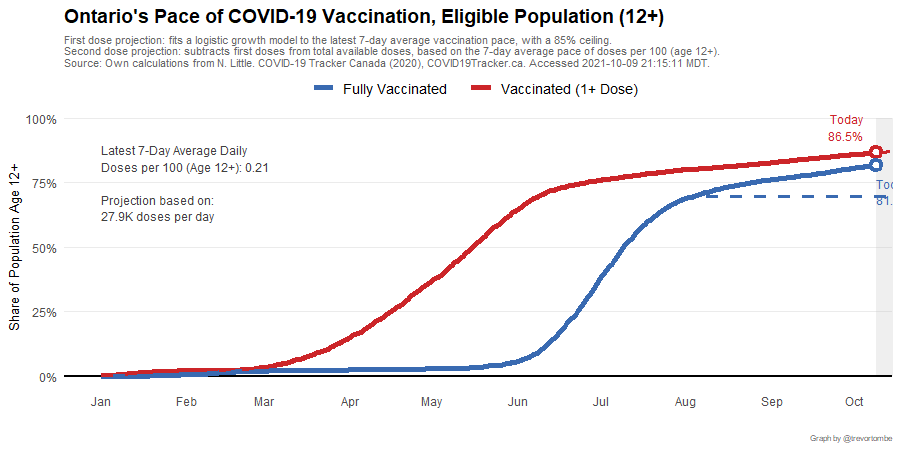 Ontario's Pace of COVID-19 Vaccination, Eligible Population (12+)
First dose projection: fits a logistic growth model to the latest 7-day average vaccination pace, with a 85% ceiling.
Second dose projection: subtracts first doses from total available doses, based on the 7-day average pace of doses per 100 (age 12+).
Source: Own calculations from N. Little. COVID-19 Tracker Canada (2020), COVID19Tracker.ca. Accessed 2021-10-09 21:15:11 MDT.
Fully Vaccinated
Vaccinated (1+ Dose)
Share of Population Age 12+
100%
75%
50%
25%
0%
Latest 7-Day Average Daily
Doses per 100 (Age 12+): 0.21
Projection based on:
27.9K doses per day
Today
86.5%
Toc
81.
Jan
Feb
Mar
Apr
May
Jun
Jul
Aug
Sep
Oct
Graph by @trevortombe